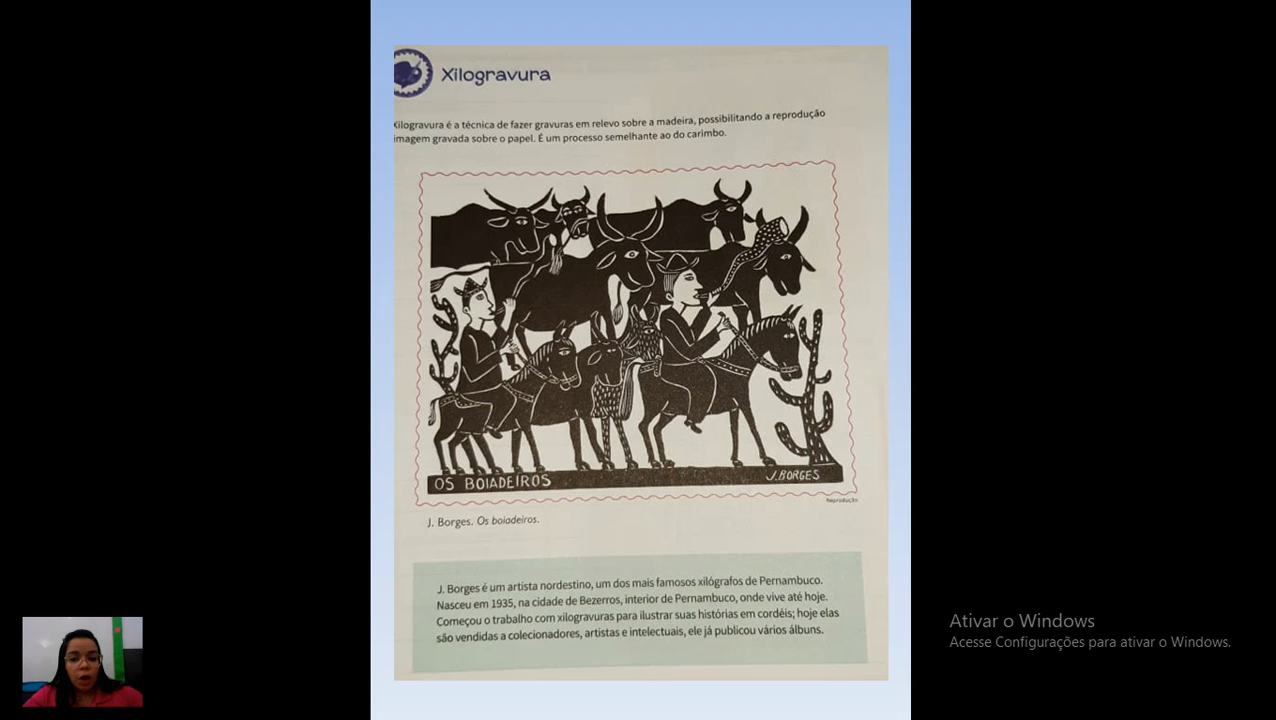 Xilogravura
Xilogravura é a técnica de fazer gravuras em relevo sobre a madeira, possibilitando a reprodução
imagem gravada sobre o papel. É um processo semelhante ao do carimbo.
OS BOIADEIROS
J.BORGES
Reprodução
J. Borges. Os boiadeiros.
J. Borges é um artista nordestino, um dos mais famosos xilógrafos de Pernambuco.
Nasceu em 1935, na cidade de Bezerros, interior de Pernambuco, onde vive até hoje.
Começou o trabalho com xilogravuras para ilustrar suas histórias em cordéis; hoje elas
são vendidas a colecionadores, artistas e intelectuais, ele já publicou vários álbuns.
Ativar o Windows
Acesse Configurações para ativar o Windows.